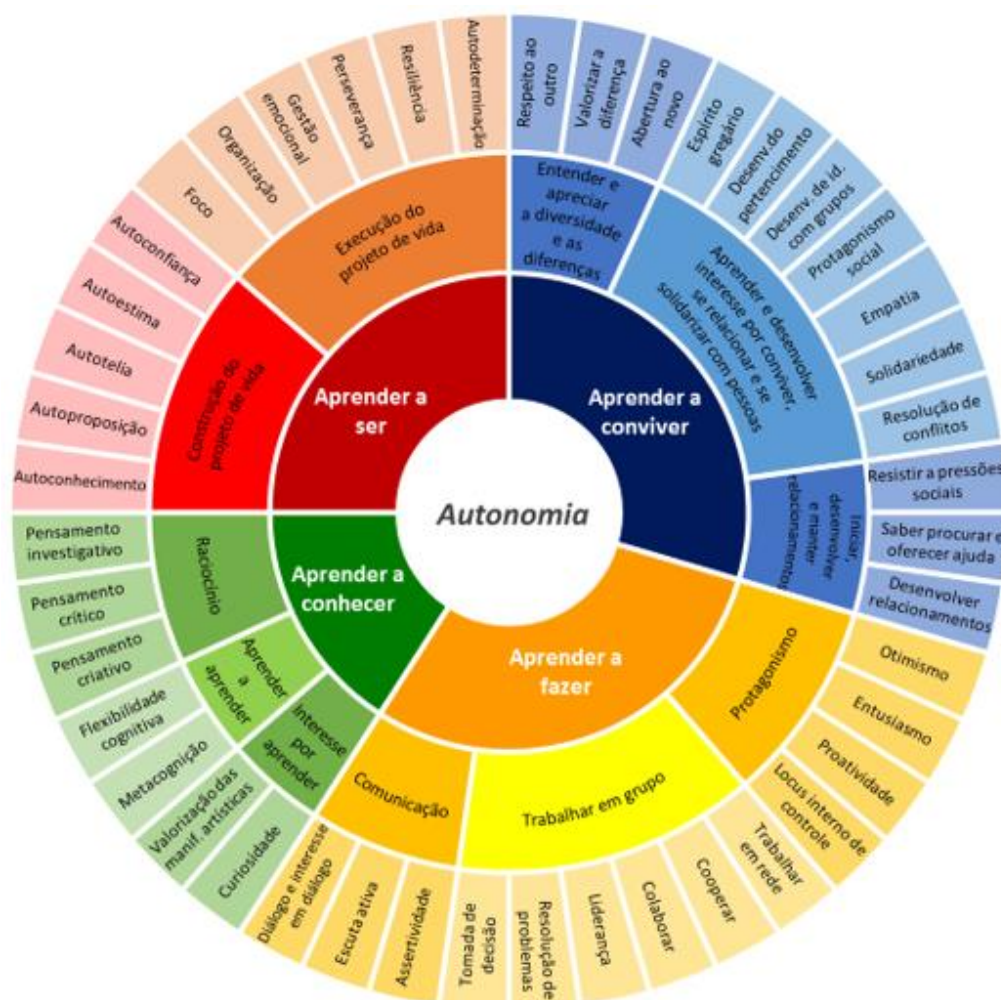 Autonomia
Aprender a
conviver
Entender e
apreciar
a diversidade
e as
diferenças
Respeito ao
outro
Valorizar a
diferença
Abertura ao
novo
Aprender e desenvolver
interesse por conviver,
se relacionar e se
solidarizar com pessoas
Espírito
gregário
Desenv.do
pertencimento
Desenv. de id.
com grupos
Protagonismo
social
Empatia
Solidariedade
Resolução de
conflitos
Iniciar,
desenvolver
e manter
relacionamentos
Resistir a pressões
sociais
Saber procurar e
oferecer ajuda
Desenvolver
relacionamentos
Aprender a
fazer
Protagonismo
Otimismo
Entusiasmo
Proatividade
Locus interno de
controle
Trabalhar em grupo
Trabalhar
em rede
Cooperar
Colaborar
Liderança
Resolução de
problemas
Tomada de
decisão
Comunicação
Assertividade
Escuta ativa
Diálogo e interesse
em diálogo
Aprender a
conhecer
Interesse
por
aprender
Curiosidade
Valorização das
manif. artísticas
Aprender
a
aprender
Metacognição
Flexibilidade
cognitiva
Raciocínio
Pensamento
criativo
Pensamento
crítico
Pensamento
investigativo
Aprender a
ser
Construção do
projeto de vida
Autoconhecimento
Autoproposição
Autotelia
Autoestima
Autoconfiança
Execução do
projeto de vida
Foco
Organização
Gestão
emocional
Perseverança
Resiliência
Autodeterminação